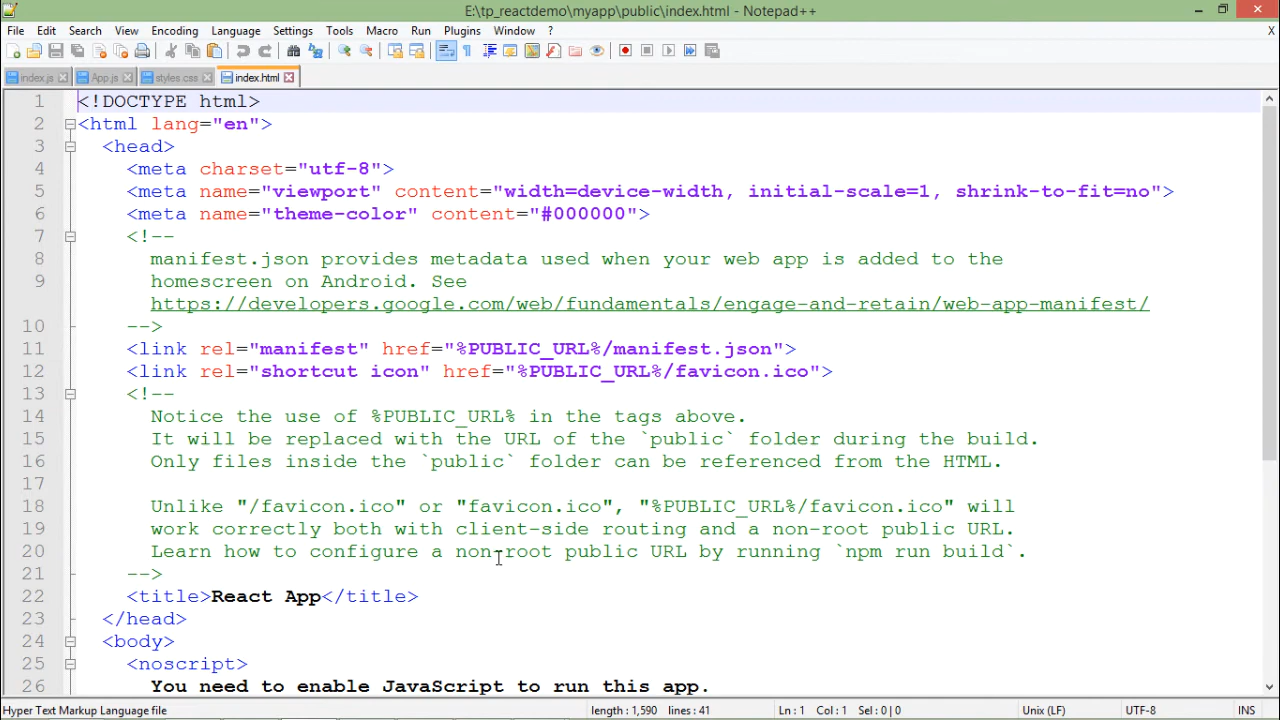 E:\tp_reactdemo\myapp\public\index.html - Notepad++
File Edit Search View Encoding Language Settings Tools Macro Run Plugins Window ? X
index.js App.js styles.css index.html
1 <!DOCTYPE html>
2 <html lang="en">
3 <head>
4 <meta charset="utf-8">
5 <meta name="viewport" content="width=device-width, initial-scale=1, shrink-to-fit=no">
6 <meta name="theme-color" content="#000000">
7 <!--
8 manifest.json provides metadata used when your web app is added to the
9 homescreen on Android. See
https://developers.google.com/web/fundamentals/engage-and-retain/web-app-manifest/
10 -->
11 <link rel="manifest" href="%PUBLIC_URL%/manifest.json">
12 <link rel="shortcut icon" href="%PUBLIC_URL%/favicon.ico">
13 <!--
14 Notice the use of %PUBLIC_URL% in the tags above.
15 It will be replaced with the URL of the `public` folder during the build.
16 Only files inside the `public` folder can be referenced from the HTML.
17
18 Unlike "/favicon.ico" or "favicon.ico", "%PUBLIC_URL%/favicon.ico" will
19 work correctly both with client-side routing and a non-root public URL.
20 Learn how to configure a non-root public URL by running `npm run build`.
21 -->
22 <title>React App</title>
23 </head>
24 <body>
25 <noscript>
26 You need to enable JavaScript to run this app.
Hyper Text Markup Language file length : 1,590 lines : 41 Ln : 1 Col : 1 Sel : 0 | 0 Unix (LF) UTF-8 INS